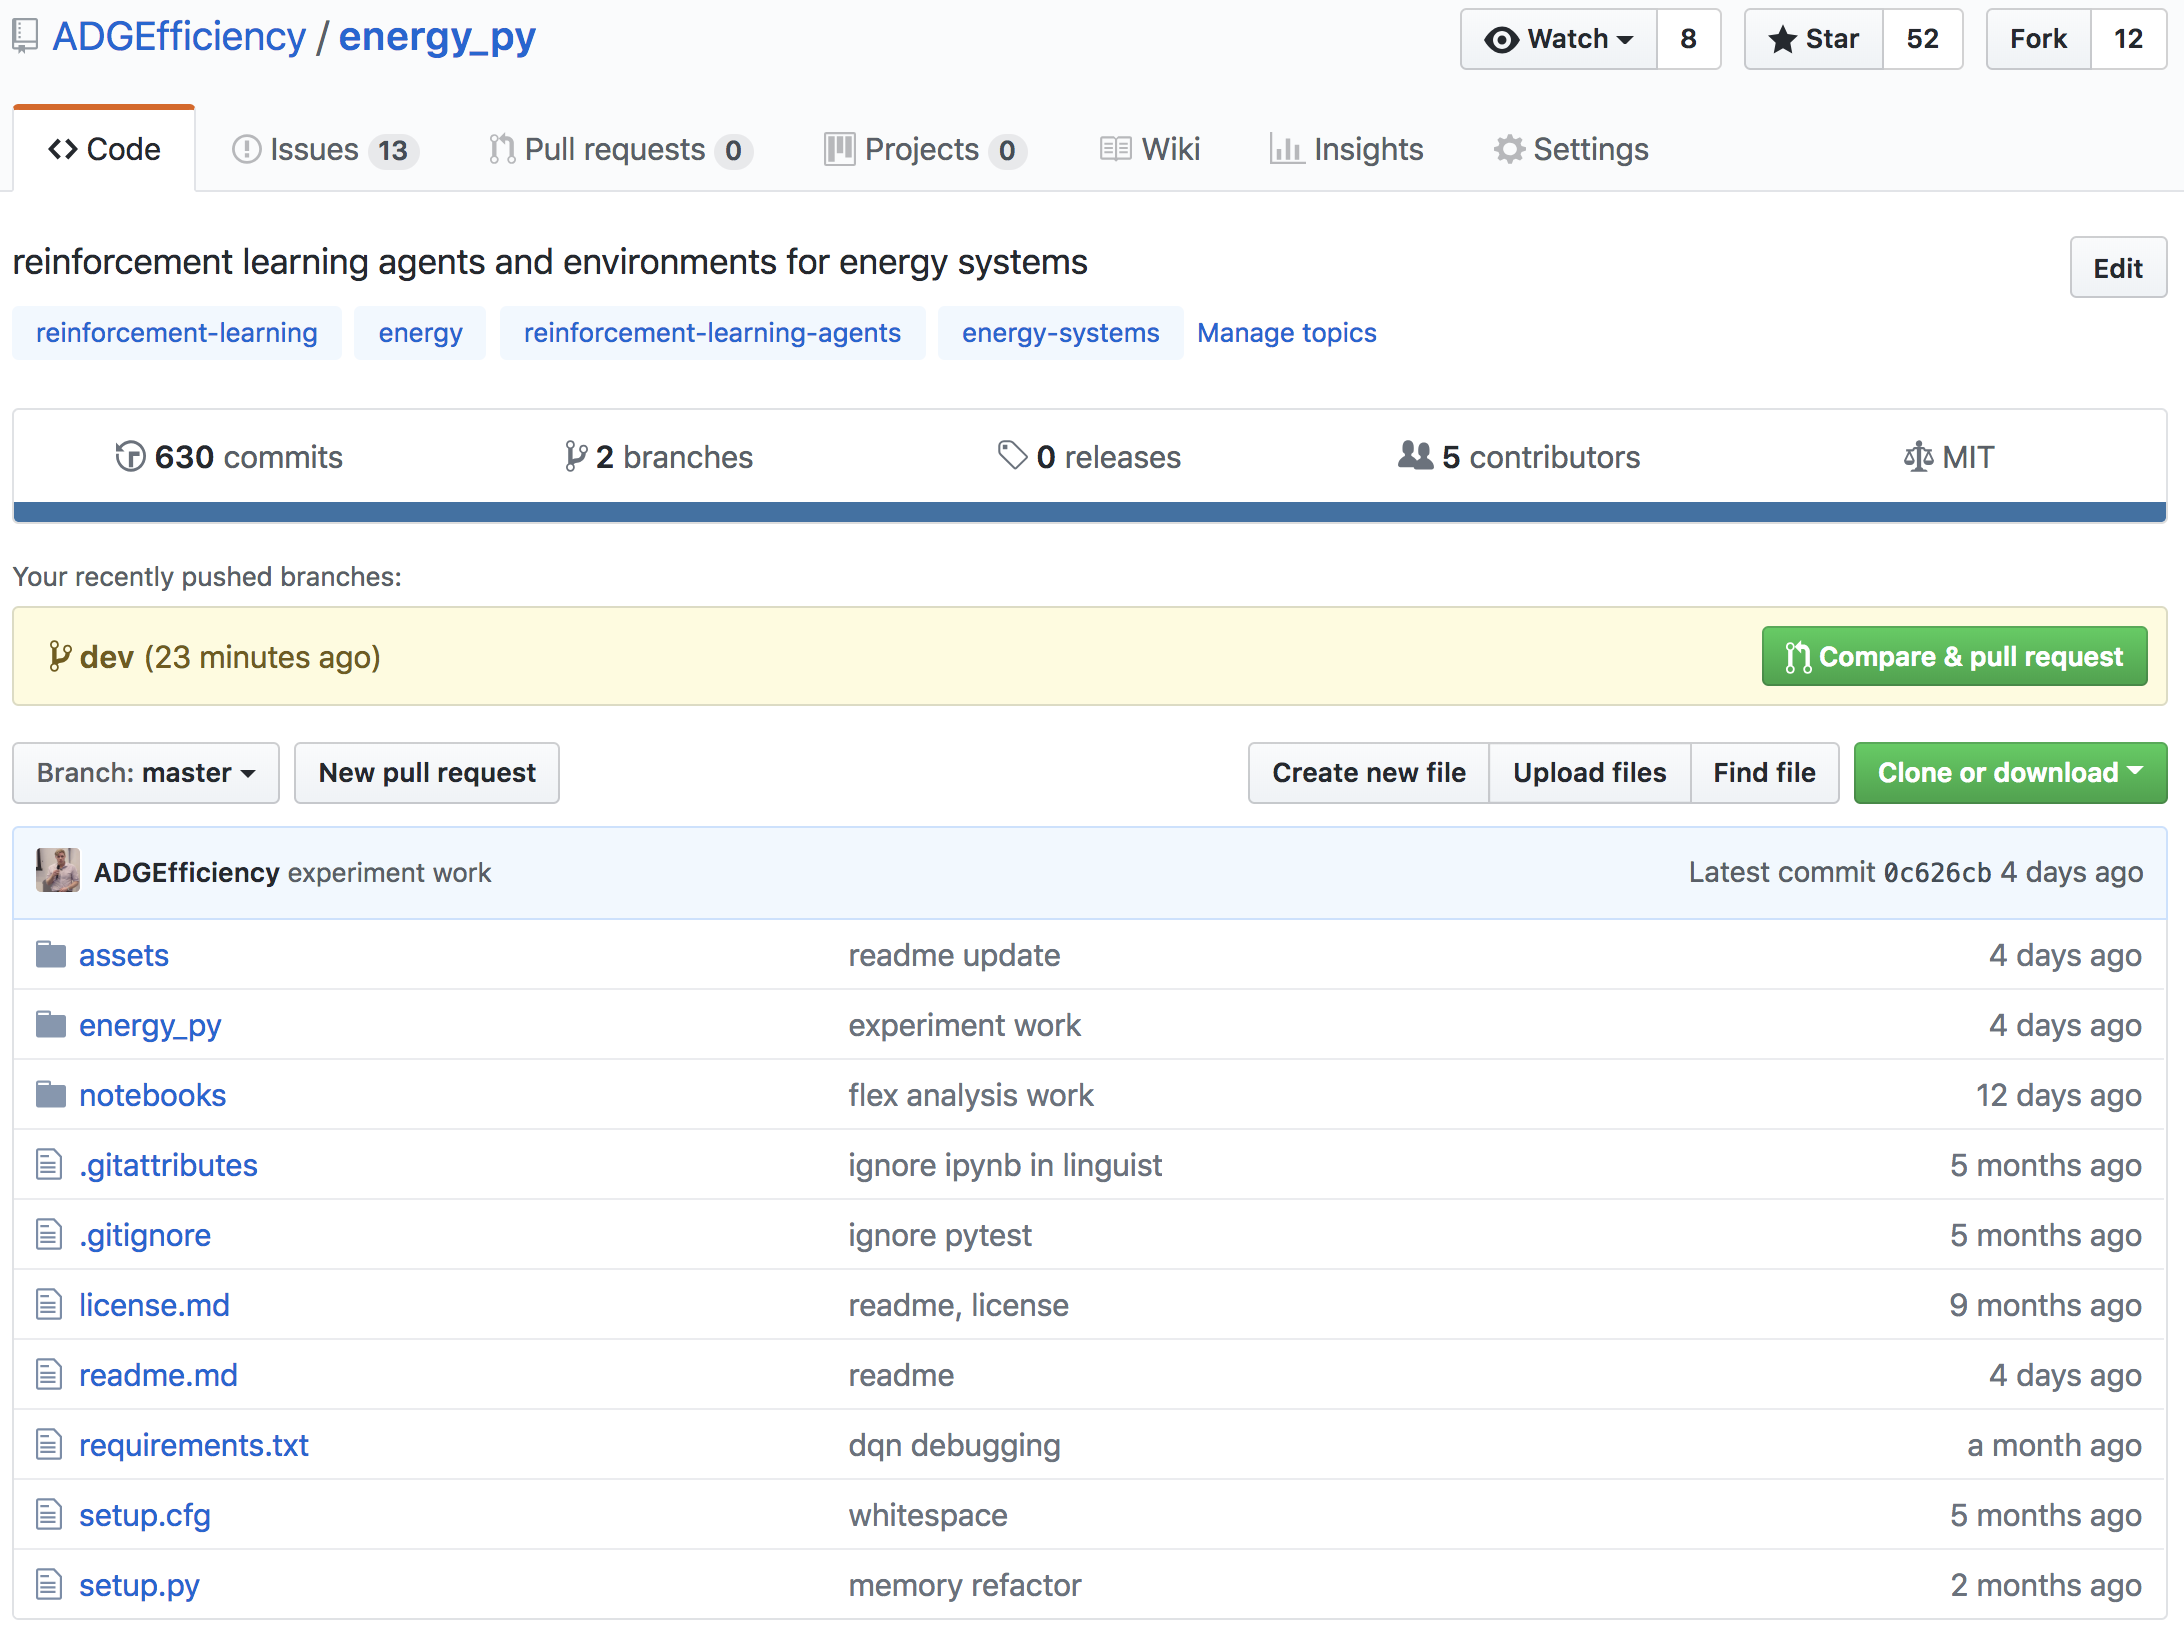 ADGEfficiency / energy_py Watch 8 Star 52 Fork 12
Code Issues 13 Pull requests 0 Projects 0 Wiki Insights Settings
reinforcement learning agents and environments for energy systems Edit
reinforcement-learning energy reinforcement-learning-agents energy-systems Manage topics
630 commits 2 branches 0 releases 5 contributors MIT
Your recently pushed branches:
dev (23 minutes ago) Compare & pull request
Branch: master New pull request Create new file Upload files Find file Clone or download
ADGEfficiency experiment work Latest commit 0c626cb 4 days ago
assets readme update 4 days ago
energy_py experiment work 4 days ago
notebooks flex analysis work 12 days ago
.gitattributes ignore ipynb in linguist 5 months ago
.gitignore ignore pytest 5 months ago
license.md readme, license 9 months ago
readme.md readme 4 days ago
requirements.txt dqn debugging a month ago
setup.cfg whitespace 5 months ago
setup.py memory refactor 2 months ago